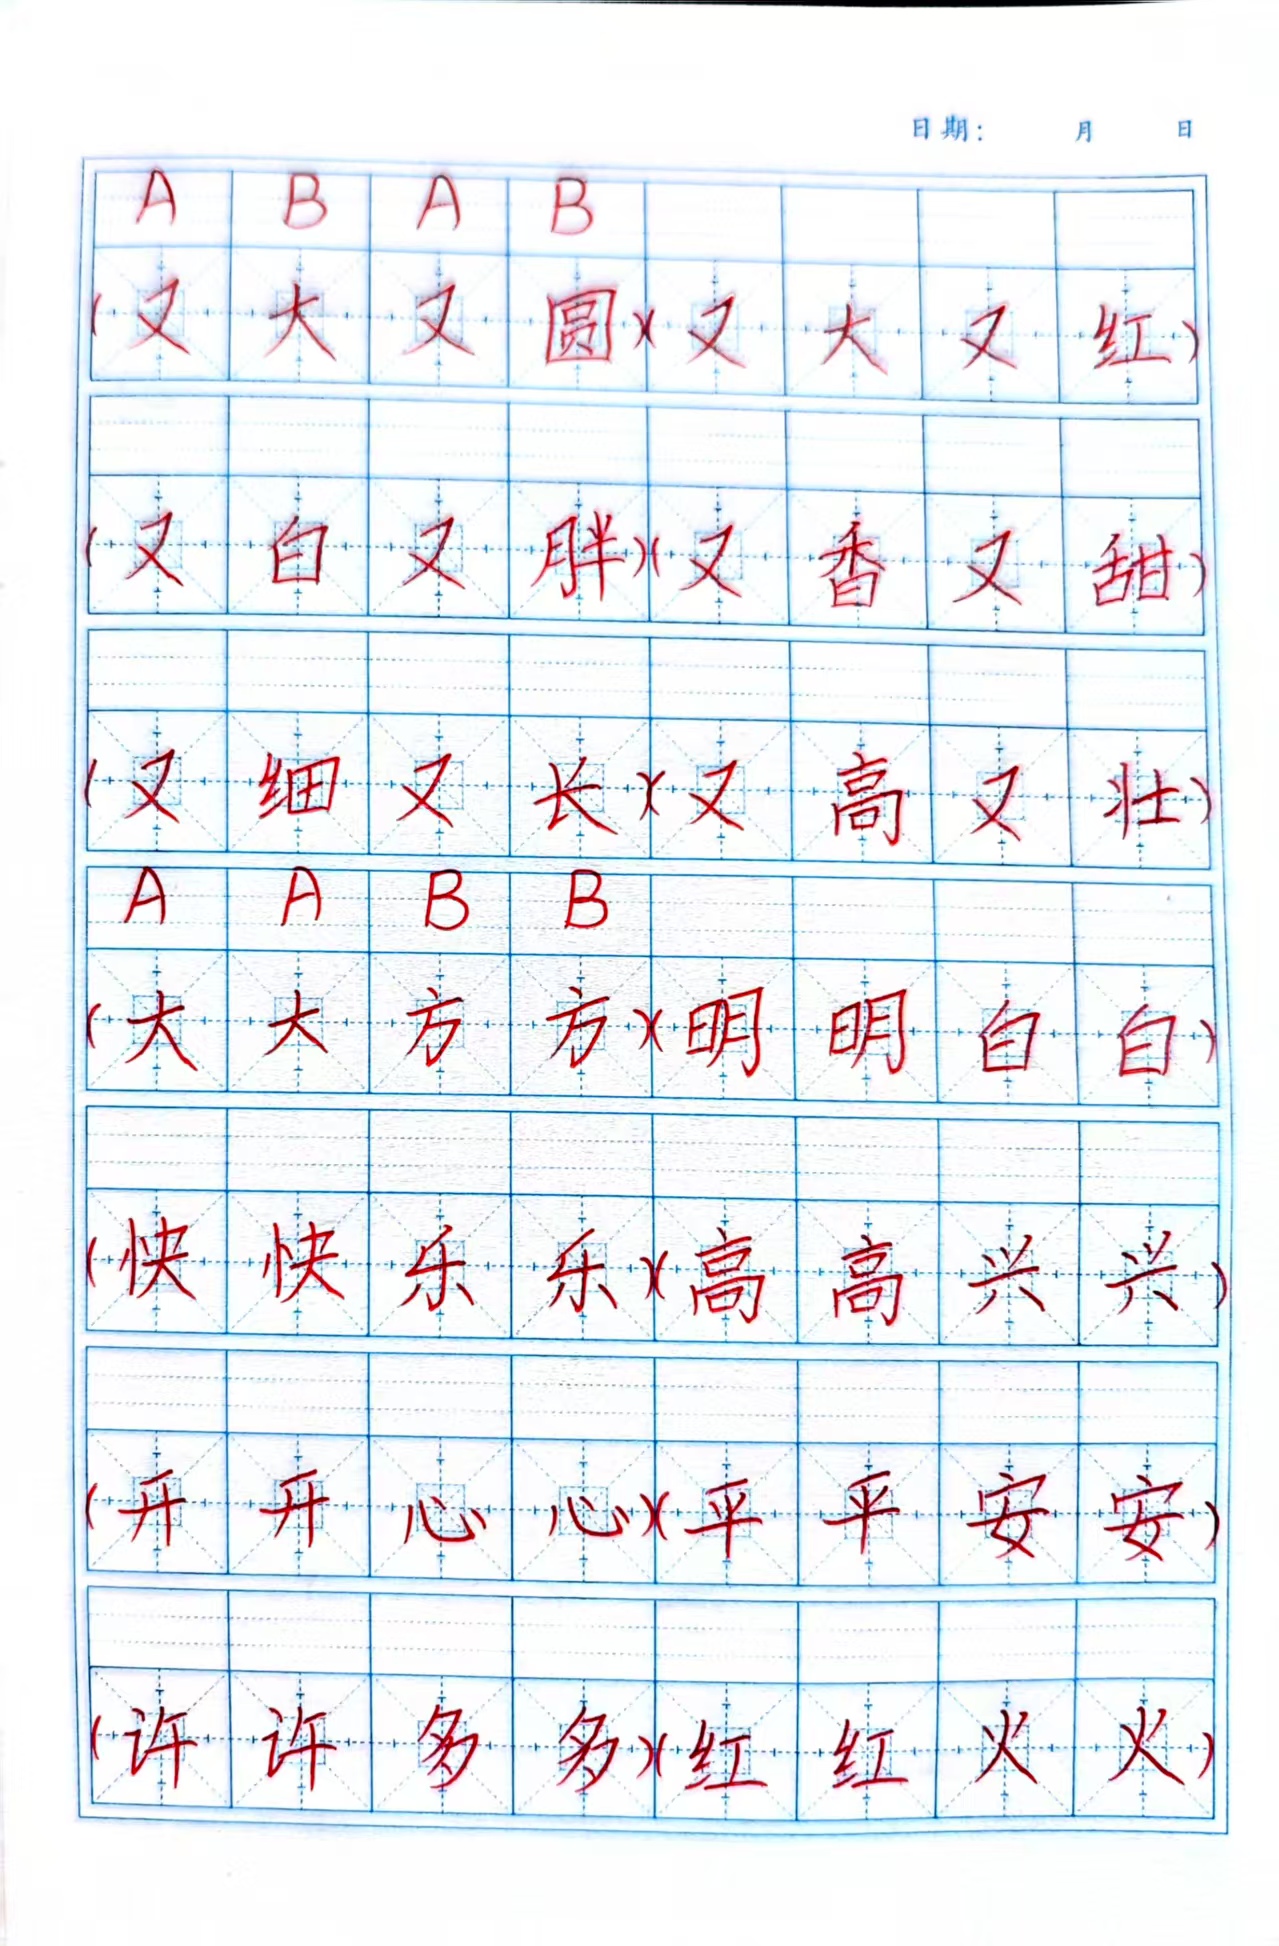 日期: 月 日
A B A B
(又大又圆)(又大又红)
(又白又胖)(又香又甜)
(又细又长)(又高又壮)
A A B B
(大大方方)(明明白白)
(快快乐乐)(高高兴兴)
(开开心心)(平平安安)
(许许多多)(红红火火)